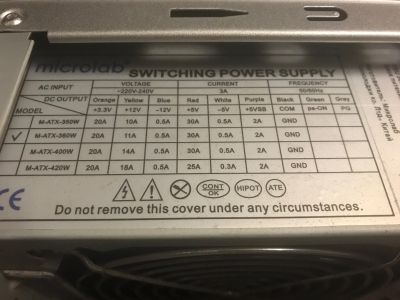 microlab SWITCHING POWER SUPPLY
AC INPUT VOLTAGE CURRENT FREQUENCY
~220V-240V 3A 50/60Hz
DC OUTPUT Orange Yellow Blue Red White Purple Black Green Gray
MODEL +3.3V +12V -12V +5V -5V +5VSB COM ps-ON PG
M-ATX-350W 20A 10A 0.5A 30A 0.5A 2A GND
✓ M-ATX-360W 20A 11A 0.5A 30A 0.5A 2A GND
M-ATX-400W 20A 14A 0.5A 30A 0.5A 2A GND
M-ATX-420W 20A 18A 0.5A 25A 0.3A 2A GND
CONT OK HIPOT ATE
CE Do not remove this cover under any circumstances.